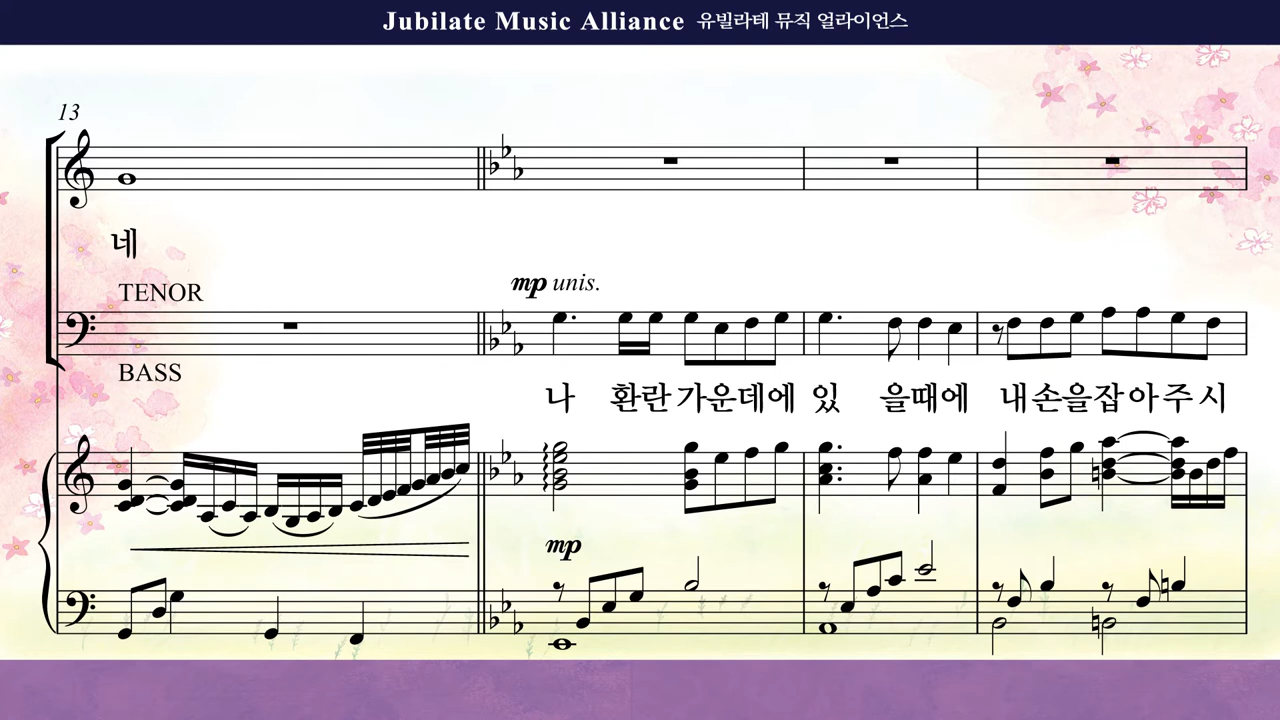 Jubilate Music Alliance 유빌라테 뮤직 얼라이언스
13
네
TENOR
mp unis.
BASS
나 환란 가운데에 있 을때에 내 손을 잡아 주 시
mp